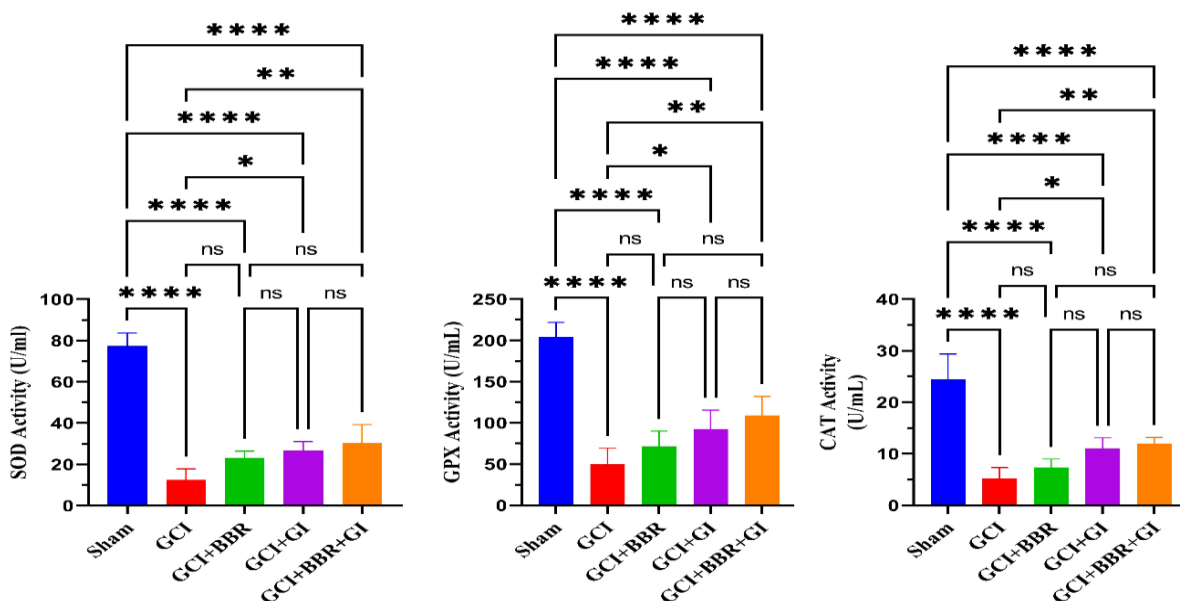 ****
**
****
*
****
ns
ns
****
ns
ns
SOD Activity (U/ml)
100
80
60
40
20
0
Sham
GCI
GCI+BBR
GCI+GI
GCI+BBR+GI
****
****
**
*
****
ns
ns
****
ns
ns
GPX Activity (U/mL)
250
200
150
100
50
0
Sham
GCI
GCI+BBR
GCI+GI
GCI+BBR+GI
****
**
****
*
****
ns
ns
****
ns
ns
CAT Activity
(U/mL)
40
30
20
10
0
Sham
GCI
GCI+BBR
GCI+GI
GCI+BBR+GI